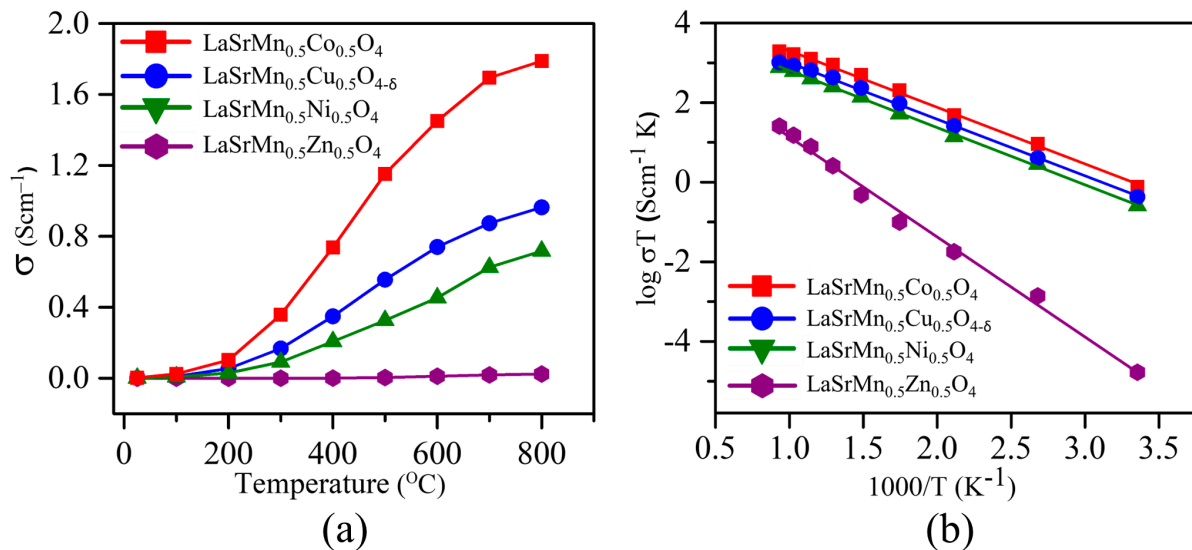 2.0
1.6
1.2
0.8
0.4
0.0
σ (Scm⁻¹)
LaSrMn₀.₅Co₀.₅O₄
LaSrMn₀.₅Cu₀.₅O₄₋δ
LaSrMn₀.₅Ni₀.₅O₄
LaSrMn₀.₅Zn₀.₅O₄
0 200 400 600 800
Temperature (ᴼC)
(a)
4
2
0
-2
-4
log σT (Scm⁻¹ K)
LaSrMn₀.₅Co₀.₅O₄
LaSrMn₀.₅Cu₀.₅O₄₋δ
LaSrMn₀.₅Ni₀.₅O₄
LaSrMn₀.₅Zn₀.₅O₄
0.5 1.0 1.5 2.0 2.5 3.0 3.5
1000/T (K⁻¹)
(b)